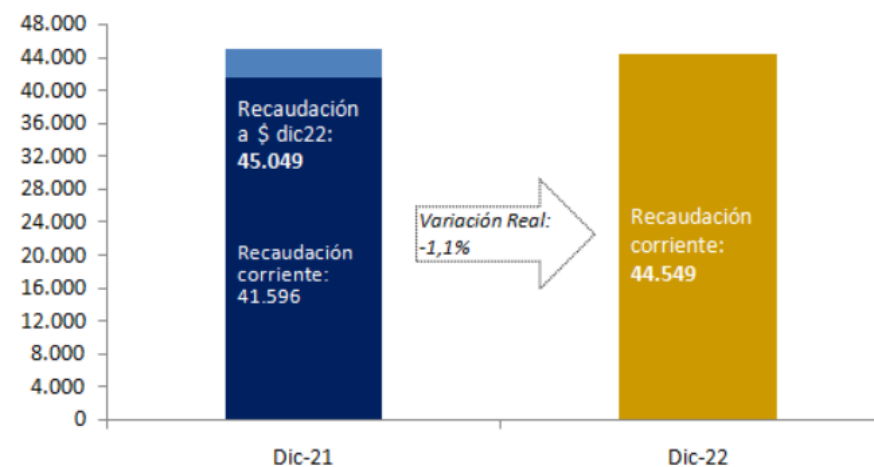 48.000
44.000
40.000
36.000
32.000
28.000
24.000
20.000
16.000
12.000
8.000
4.000
0
Recaudación
a $ dic22:
45.049
Recaudación
corriente:
41.596
Variación Real:
-1,1%
Recaudación
corriente:
44.549
Dic-21
Dic-22